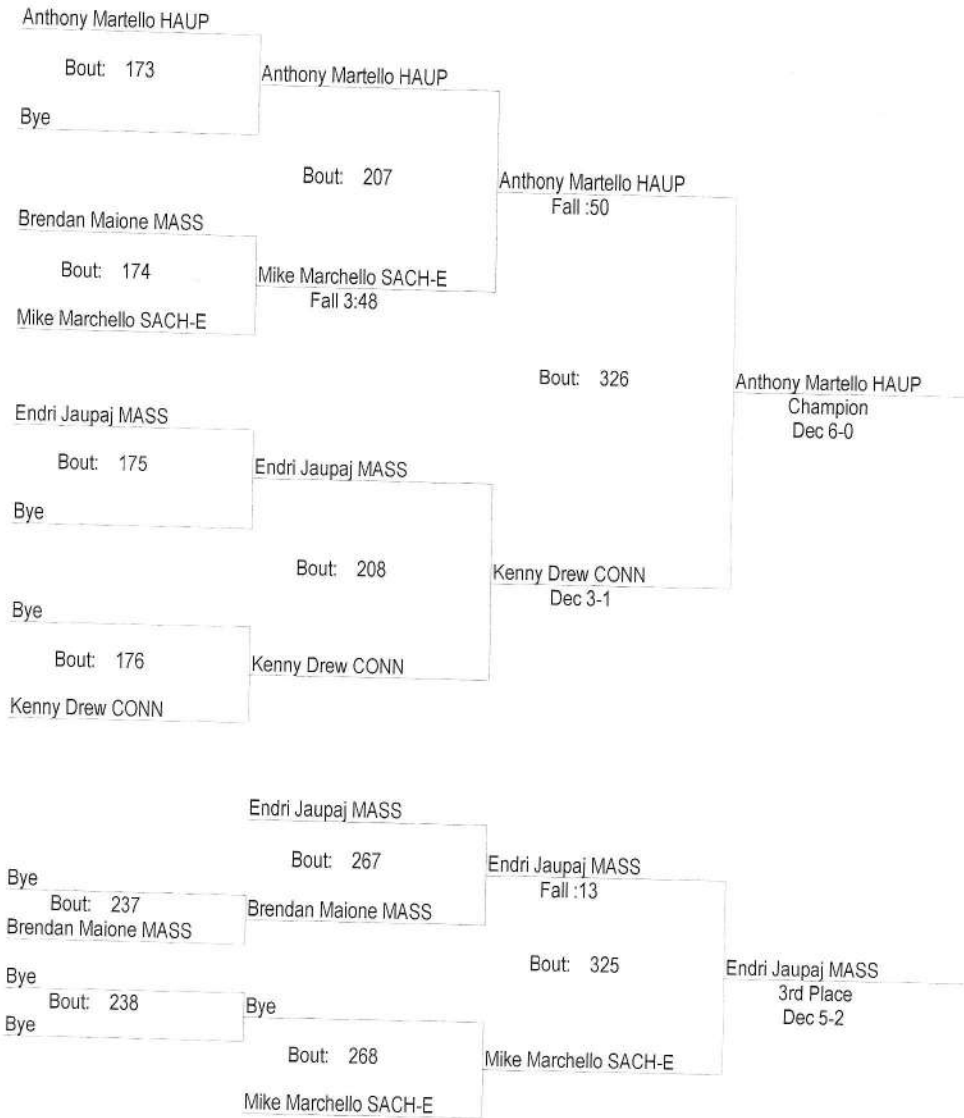 Anthony Martello HAUP
Bout: 173
Anthony Martello HAUP
Bye
Bout: 207
Anthony Martello HAUP
Fall :50
Brendan Maione MASS
Bout: 174
Mike Marchello SACH-E
Fall 3:48
Mike Marchello SACH-E
Bout: 326
Anthony Martello HAUP
Champion
Dec 6-0
Endri Jaupaj MASS
Bout: 175
Endri Jaupaj MASS
Bye
Bout: 208
Kenny Drew CONN
Dec 3-1
Bye
Bout: 176
Kenny Drew CONN
Kenny Drew CONN
Endri Jaupaj MASS
Bout: 267
Endri Jaupaj MASS
Fall :13
Bye
Bout: 237
Brendan Maione MASS
Brendan Maione MASS
Bout: 325
Endri Jaupaj MASS
3rd Place
Dec 5-2
Bye
Bout: 238
Bye
Bye
Bout: 268
Mike Marchello SACH-E
Mike Marchello SACH-E